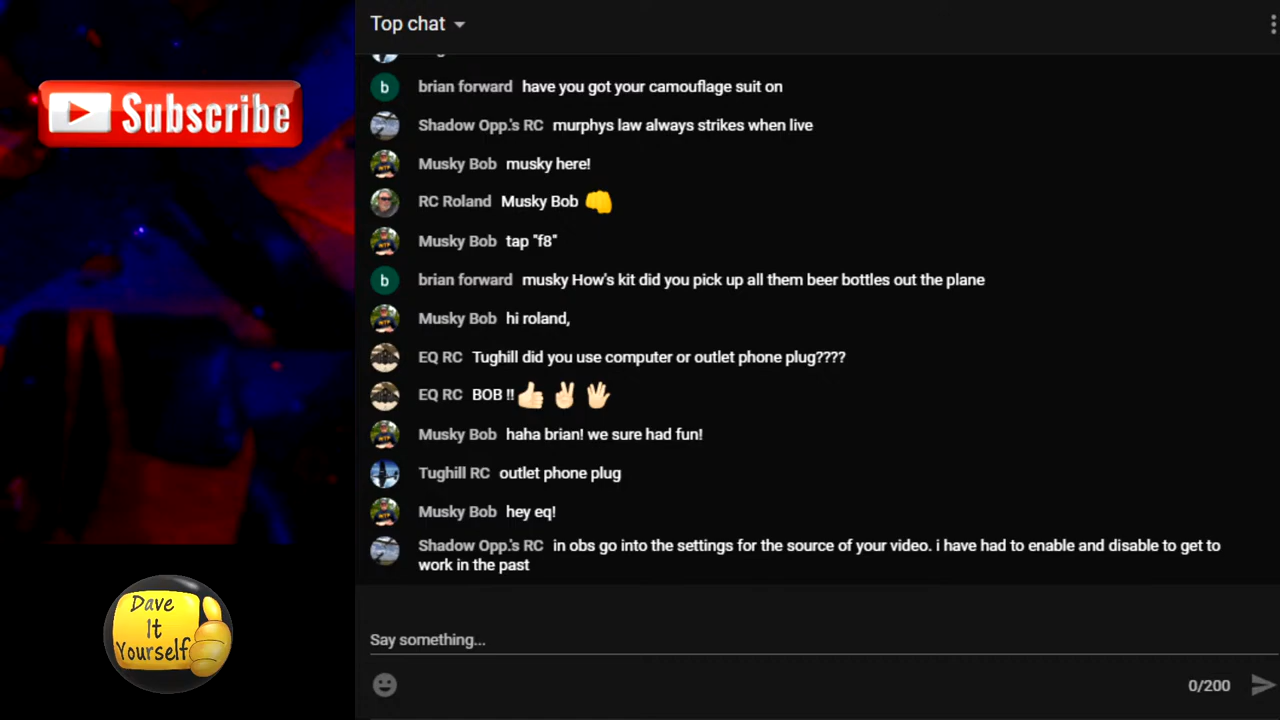 Top chat
Subscribe
b brian forward have you got your camouflage suit on
Shadow Opp.'s RC murphys law always strikes when live
Musky Bob musky here!
RC Roland Musky Bob
Musky Bob tap "f8"
b brian forward musky How's kit did you pick up all them beer bottles out the plane
Musky Bob hi roland,
EQ RC Tughill did you use computer or outlet phone plug????
EQ RC BOB !!👍🏻✌🏻🖖🏻
Musky Bob haha brian! we sure had fun!
Tughill RC outlet phone plug
Musky Bob hey eq!
Shadow Opp.'s RC in obs go into the settings for the source of your video. i have had to enable and disable to get to
work in the past
Say something...
0/200
Dave
It
Yourself